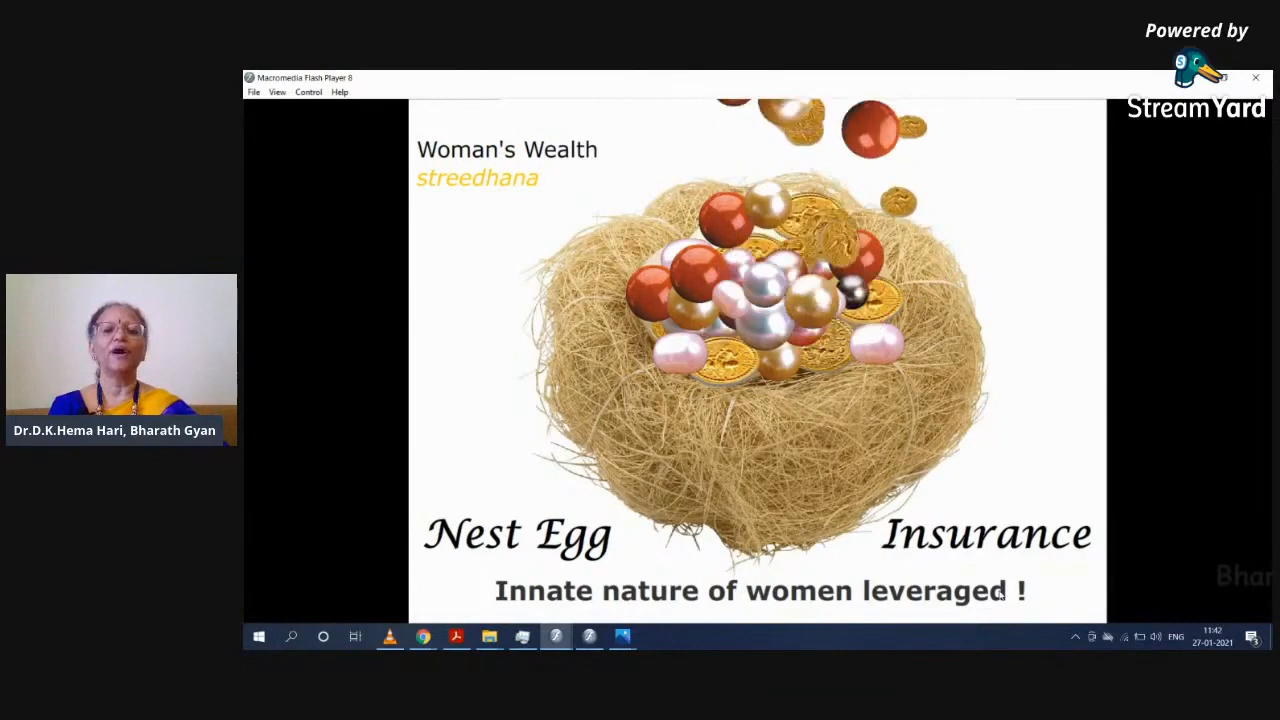 Powered by
StreamYard
Macromedia Flash Player 8
File View Control Help
Woman's Wealth
streedhana
Dr.D.K.Hema Hari, Bharath Gyan
Nest Egg
Insurance
Innate nature of women leveraged !
Bhar
ENG
11:42
27-01-2021